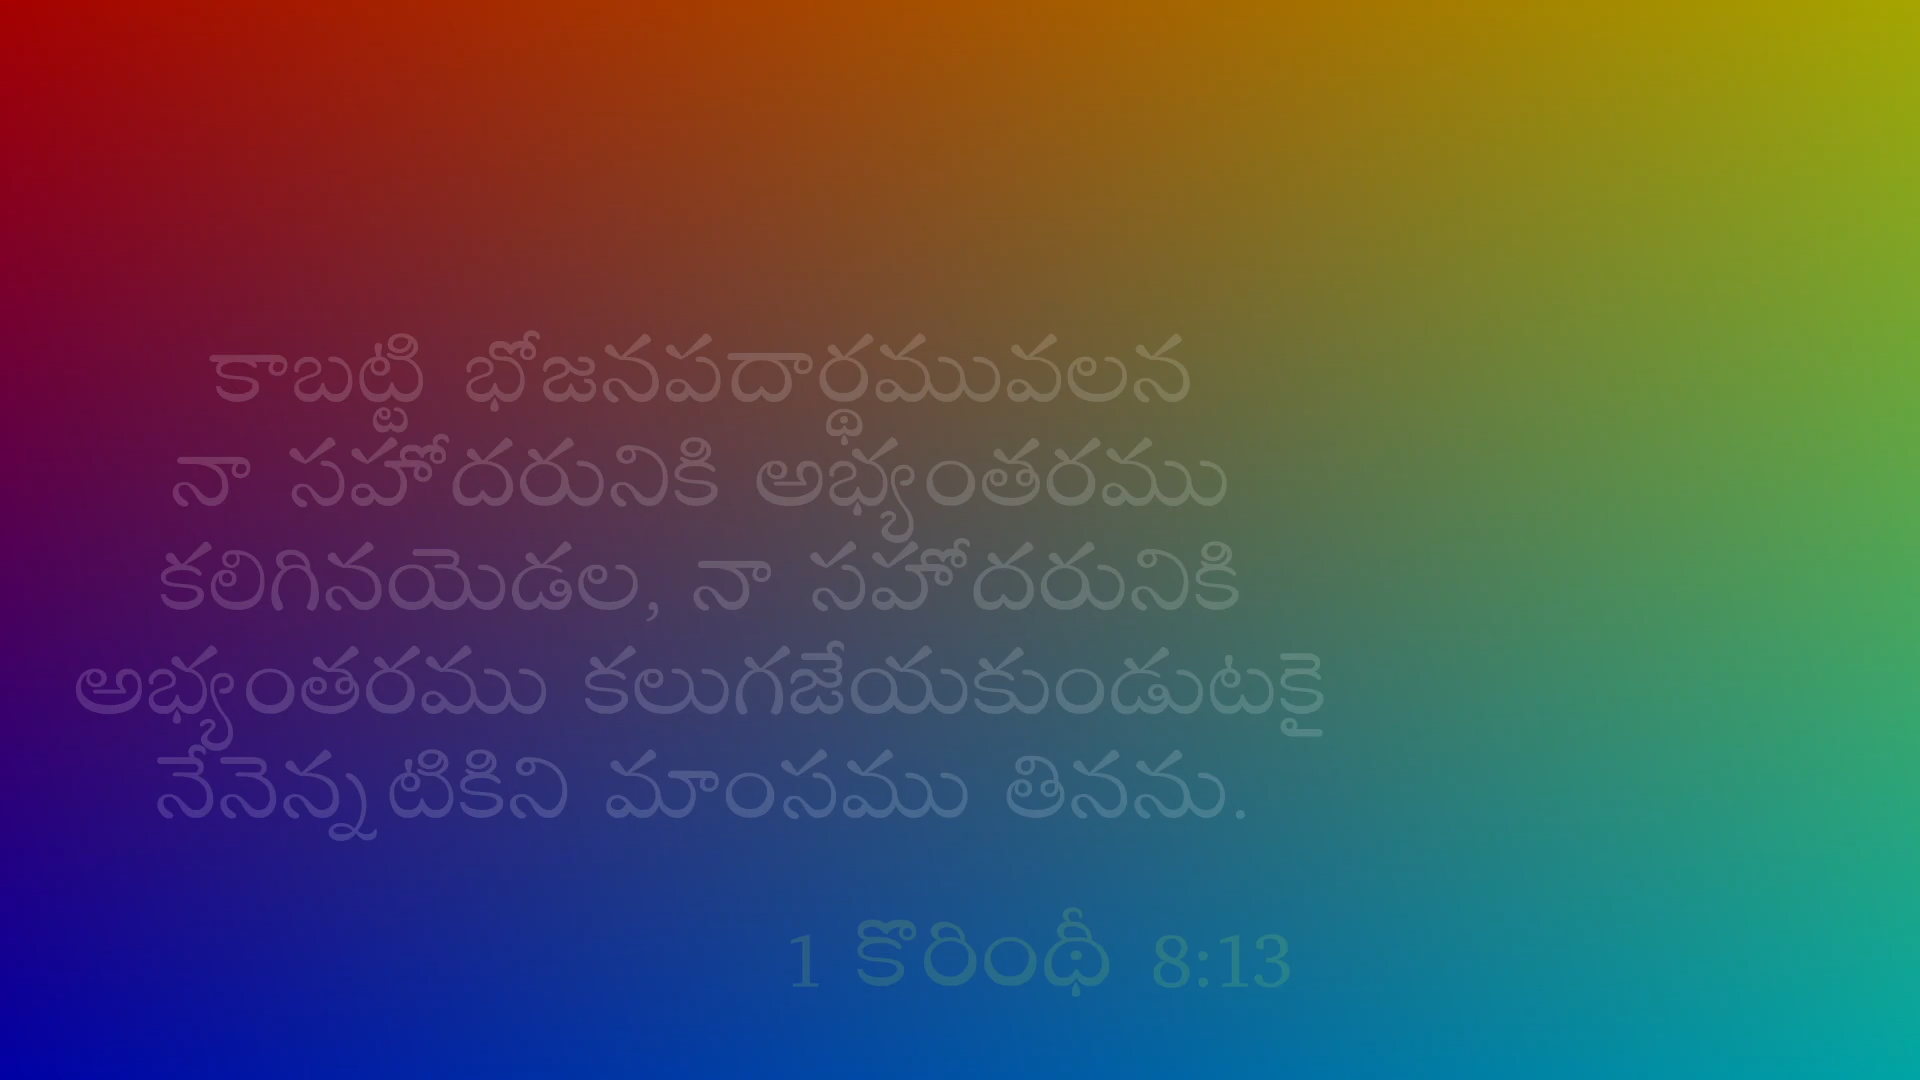 కాబట్టి భోజనపదార్థమువలన
నా సహోదరునికి అభ్యంతరము
కలిగినయెడల, నా సహోదరునికి
అభ్యంతరము కలుగజేయకుండుటకై
నేనెన్నటికిని మాంసము తినను.
1 కొరింథీ 8:13